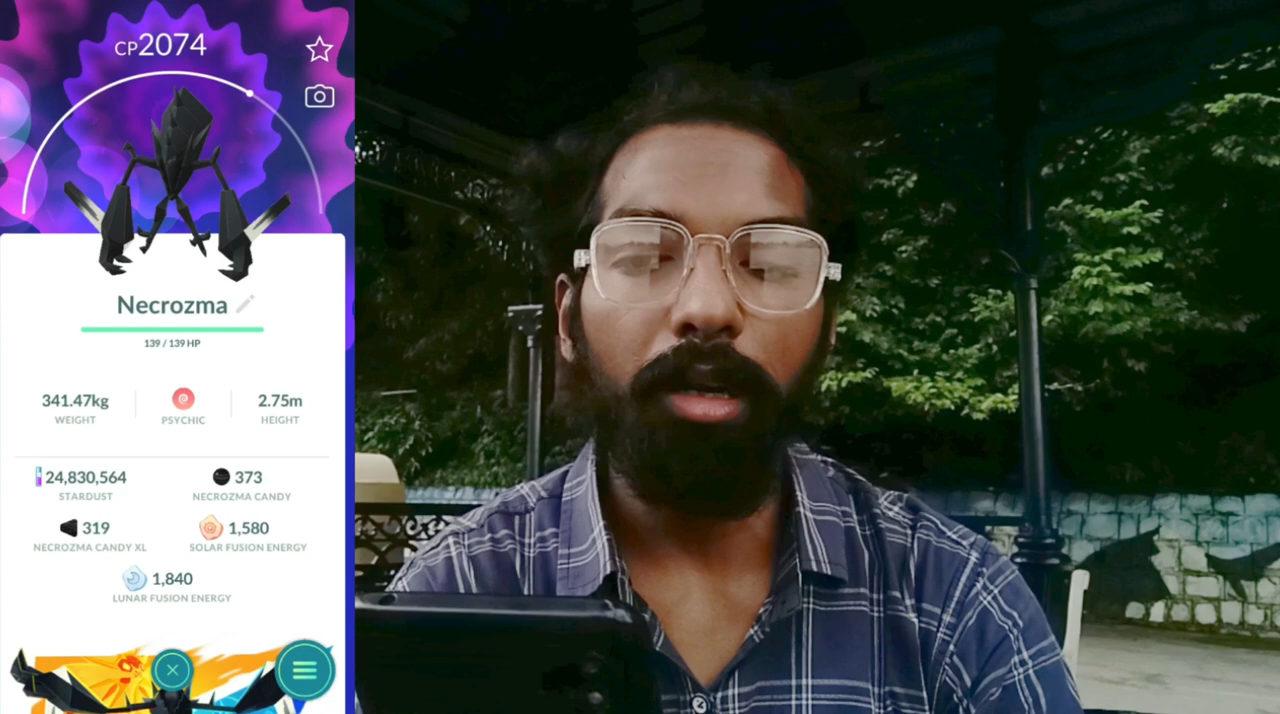 CP2074
Necrozma
139 / 139 HP
341.47kg
WEIGHT
PSYCHIC
2.75m
HEIGHT
24,830,564
STARDUST
373
NECROZMA CANDY
319
NECROZMA CANDY XL
1,580
SOLAR FUSION ENERGY
1,840
LUNAR FUSION ENERGY